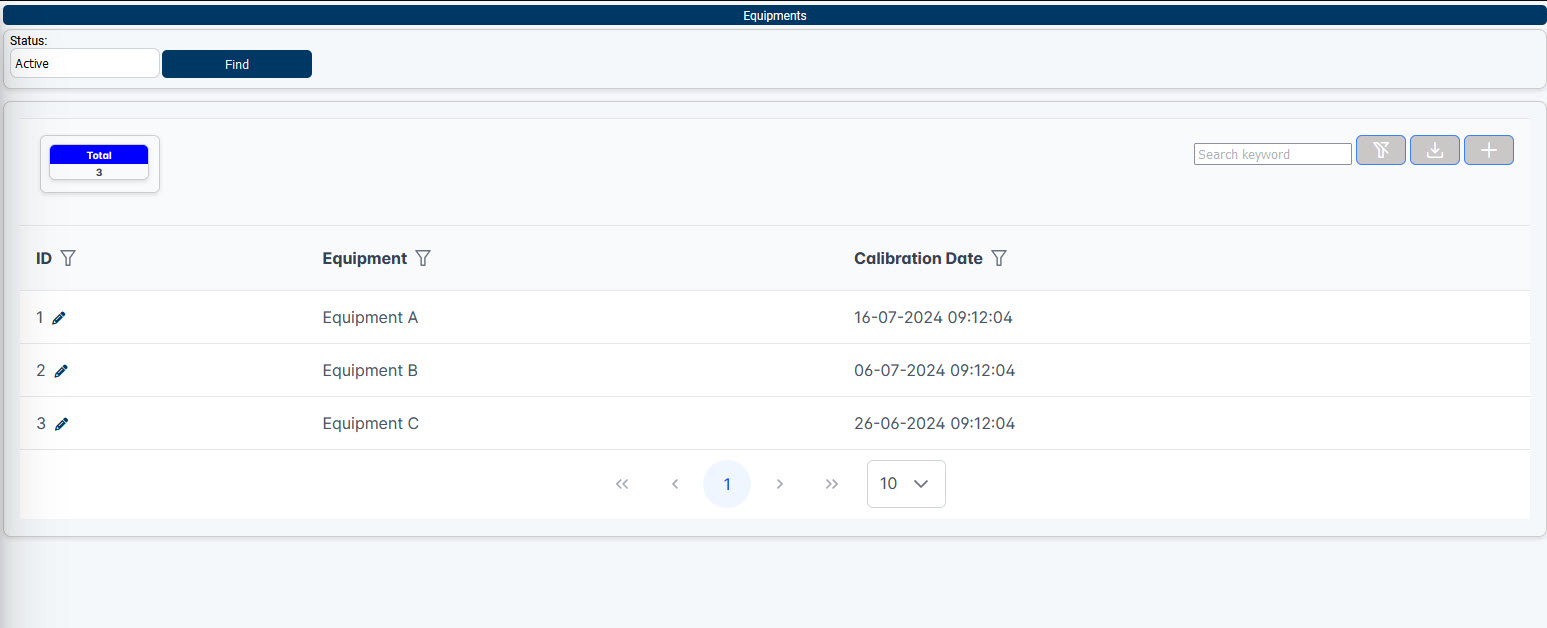 Equipments
Status:
Active
Find
Total
3
Search keyword
ID Equipment Calibration Date
1 Equipment A 16-07-2024 09:12:04
2 Equipment B 06-07-2024 09:12:04
3 Equipment C 26-06-2024 09:12:04
1 10